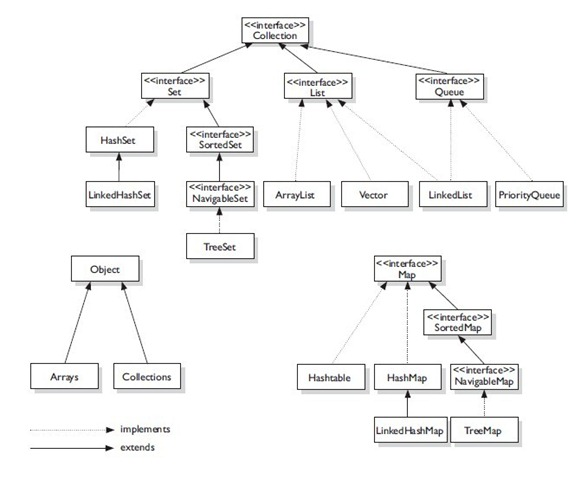 <<interface>>
Collection
<<interface>>
Set
<<interface>>
List
<<interface>>
Queue
HashSet
<<interface>>
SortedSet
LinkedHashSet
<<interface>>
NavigableSet
ArrayList
Vector
LinkedList
PriorityQueue
TreeSet
Object
<<interface>>
Map
<<interface>>
SortedMap
Arrays
Collections
Hashtable
HashMap
<<interface>>
NavigableMap
LinkedHashMap
TreeMap
implements
extends